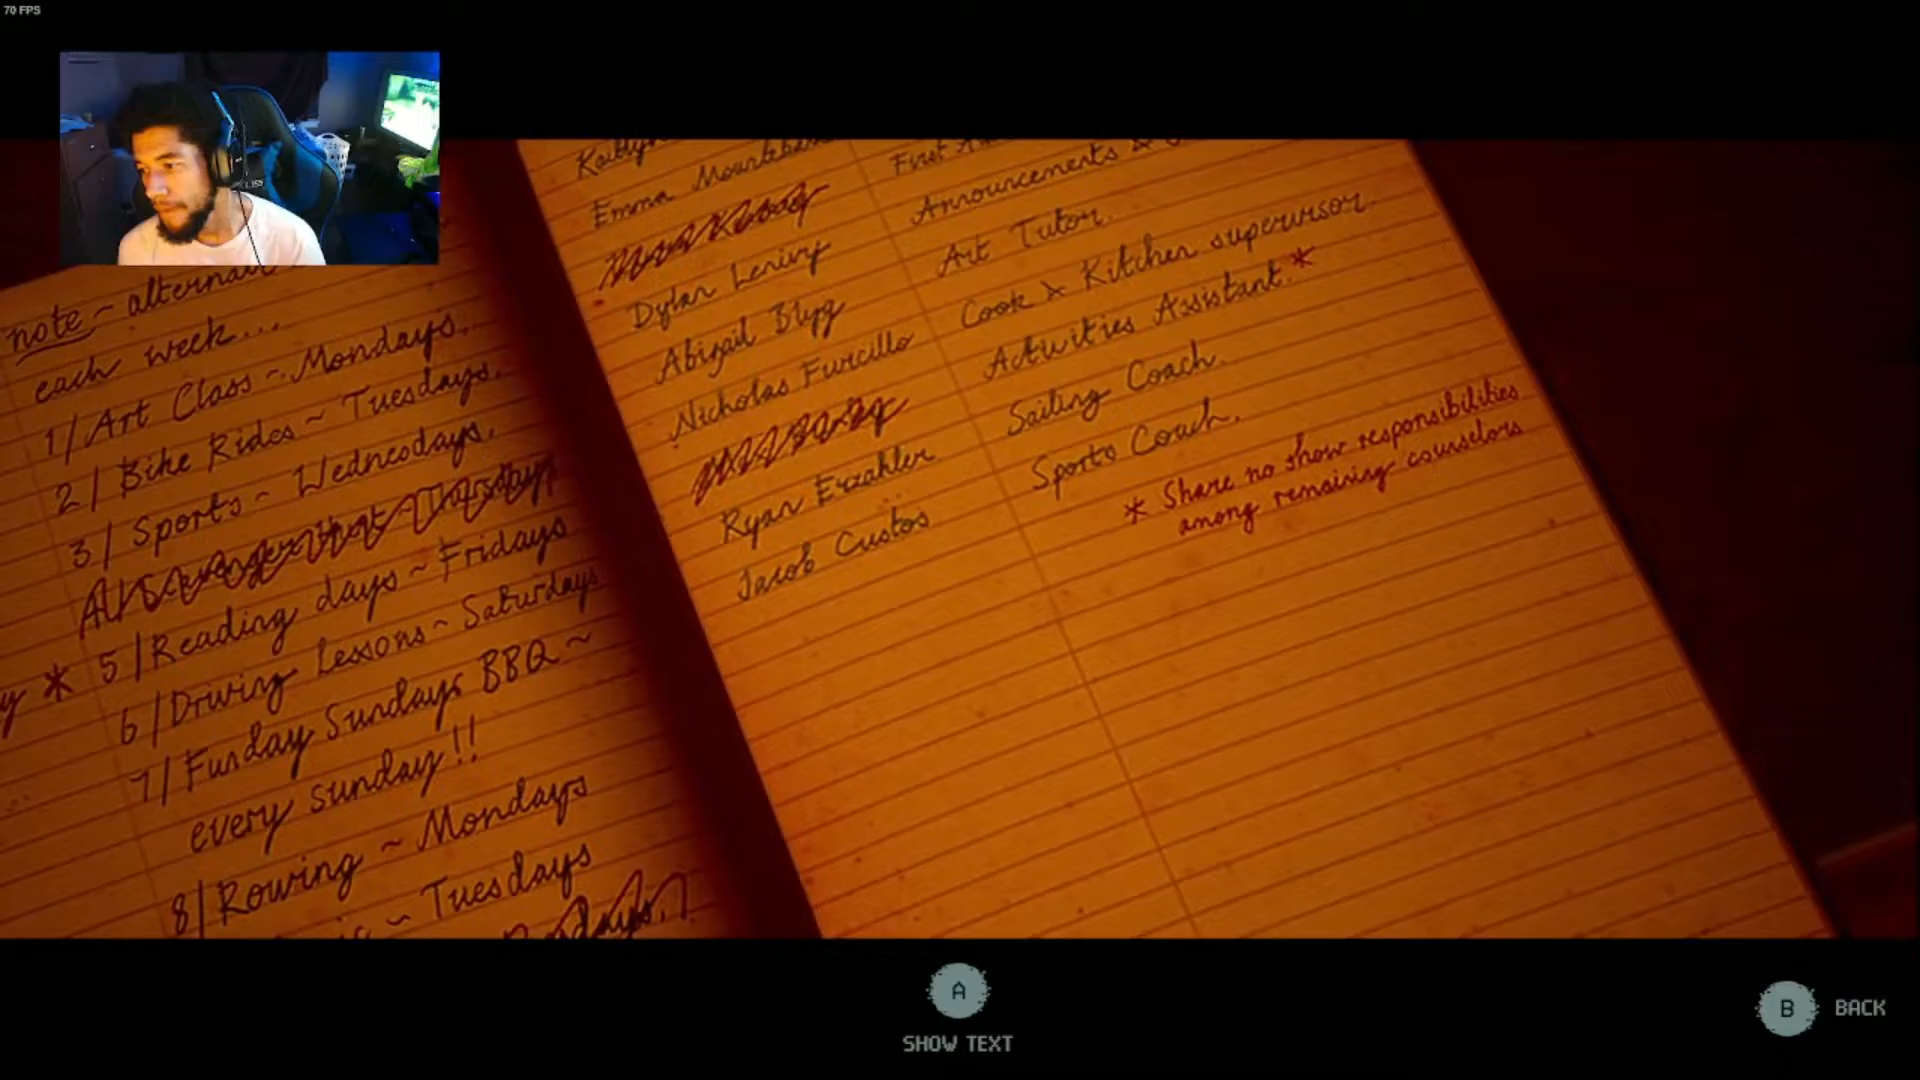 70 FPS
note ~ alternate
each week...
1/ Art Class ~ Mondays.
2/ Bike Rides ~ Tuesdays.
3/ Sports ~ Wednesdays.
* 5/ Reading days ~ Fridays
6/ Driving Lessons ~ Saturdays
7/ Funday Sundays BBQ ~
every sunday!!
8/ Rowing ~ Mondays
~ Tuesdays
Kaitlyn
Emma
Dylan Lenivy
Abigail Blyg
Nicholas Furcillo
Ryan Erzahler
Jacob Custos
First
Announcements &
Art Tutor.
Cook & Kitchen supervisor.
Activities Assistant.*
Sailing Coach.
Sports Coach.
* Share no show responsibilities
among remaining counselors
A
SHOW TEXT
B BACK